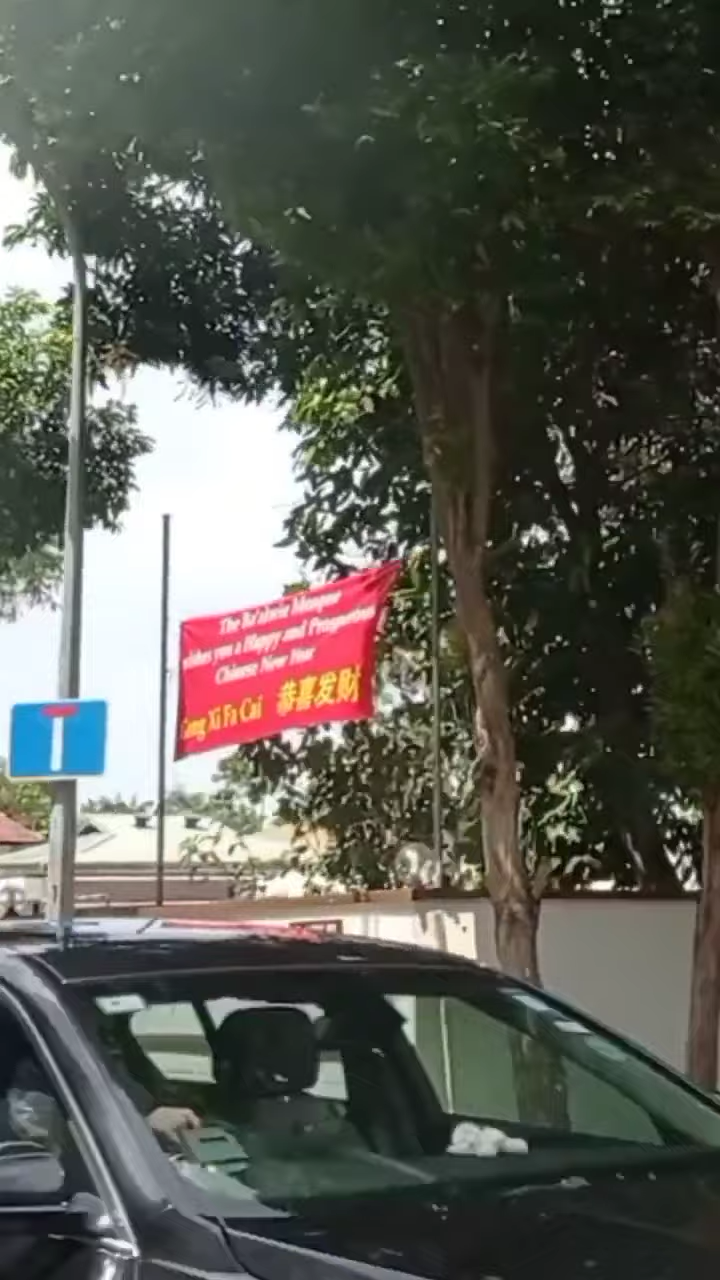 The Ba'alwie Mosque
wishes you a Happy and Prosperous
Chinese New Year
Gong Xi Fa Cai 恭喜发财